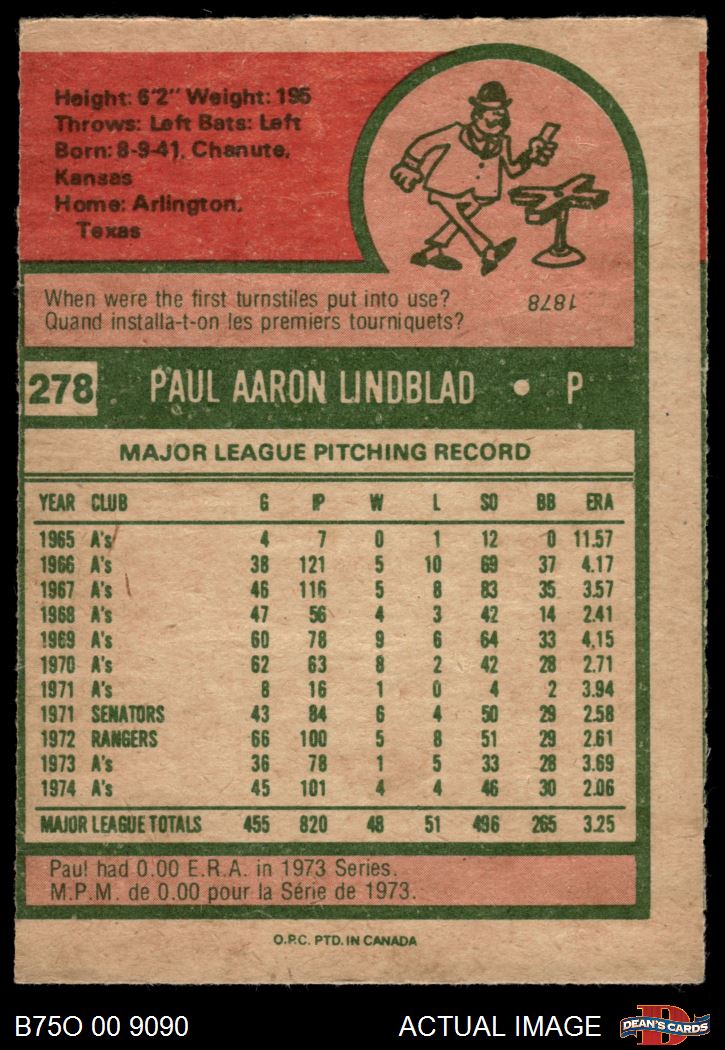 Height: 6'2" Weight: 195
Throws: Left Bats: Left
Born: 8-9-41, Chanute,
Kansas
Home: Arlington,
Texas
When were the first turnstiles put into use?
Quand installa-t-on les premiers tourniquets?
1878
278 PAUL AARON LINDBLAD • P
MAJOR LEAGUE PITCHING RECORD
YEAR CLUB G IP W L SO BB ERA
1965 A's 4 7 0 1 12 0 11.57
1966 A's 38 121 5 10 69 37 4.17
1967 A's 46 116 5 8 83 35 3.57
1968 A's 47 56 4 3 42 14 2.41
1969 A's 60 78 9 6 64 33 4.15
1970 A's 62 63 8 2 42 28 2.71
1971 A's 8 16 1 0 4 2 3.94
1971 SENATORS 43 84 6 4 50 29 2.58
1972 RANGERS 66 100 5 8 51 29 2.61
1973 A's 36 78 1 5 33 28 3.69
1974 A's 45 101 4 4 46 30 2.06
MAJOR LEAGUE TOTALS 455 820 48 51 496 265 3.25
Paul had 0.00 E.R.A. in 1973 Series.
M.P.M. de 0.00 pour la Série de 1973.
O.P.C. PTD. IN CANADA
B75O 00 9090 ACTUAL IMAGE
D
DEAN'S CARDS